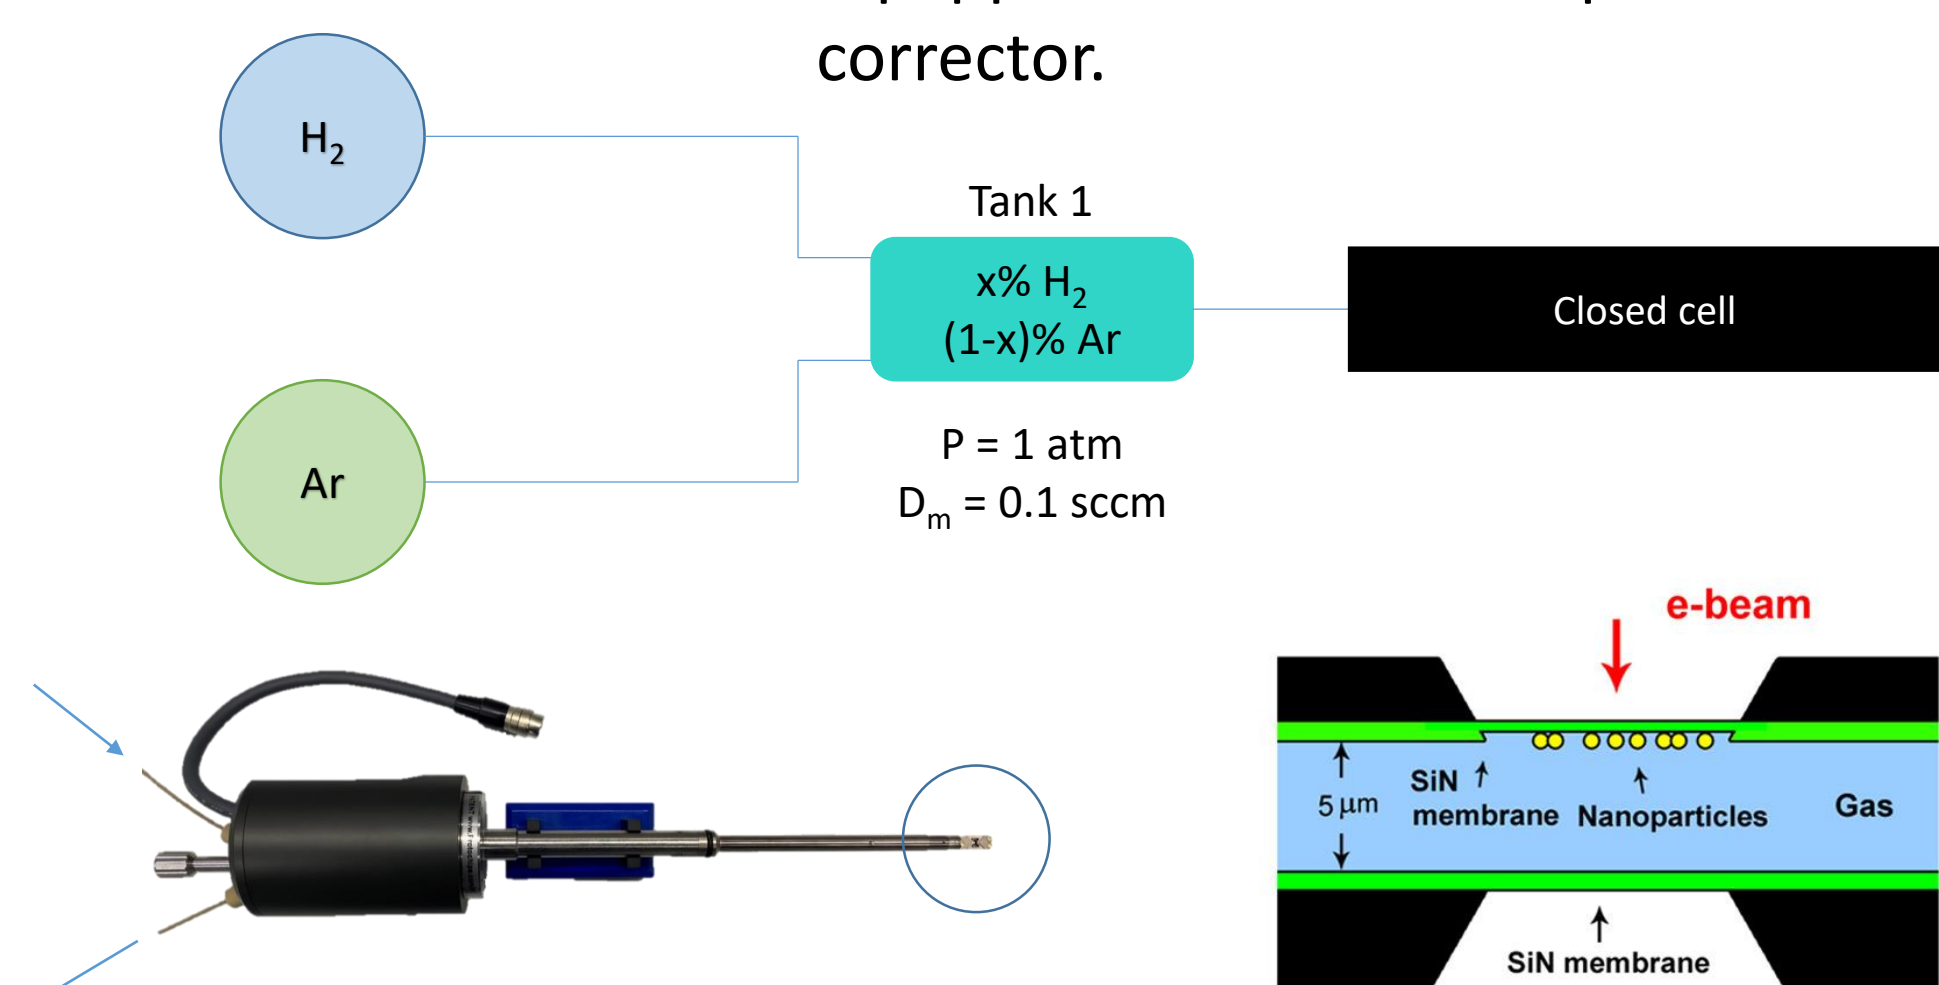 corrector.
H₂
Tank 1
x% H₂
(1-x)% Ar
Closed cell
Ar
P = 1 atm
Dₘ = 0.1 sccm
e-beam
SiN
membrane
Nanoparticles
5 μm
Gas
SiN membrane